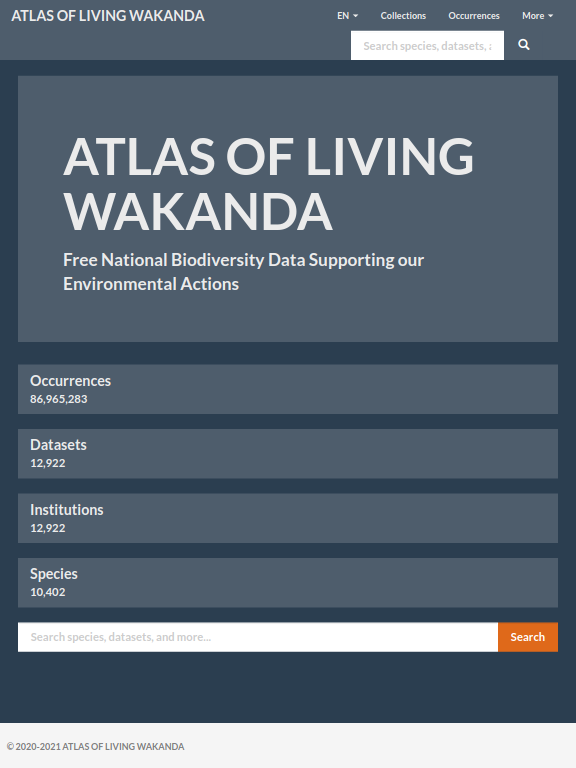 ATLAS OF LIVING WAKANDA
EN
Collections
Occurrences
More
Search species, datasets,
ATLAS OF LIVING
WAKANDA
Free National Biodiversity Data Supporting our
Environmental Actions
Occurrences
86,965,283
Datasets
12,922
Institutions
12,922
Species
10,402
Search species, datasets, and more...
Search
© 2020-2021 ATLAS OF LIVING WAKANDA